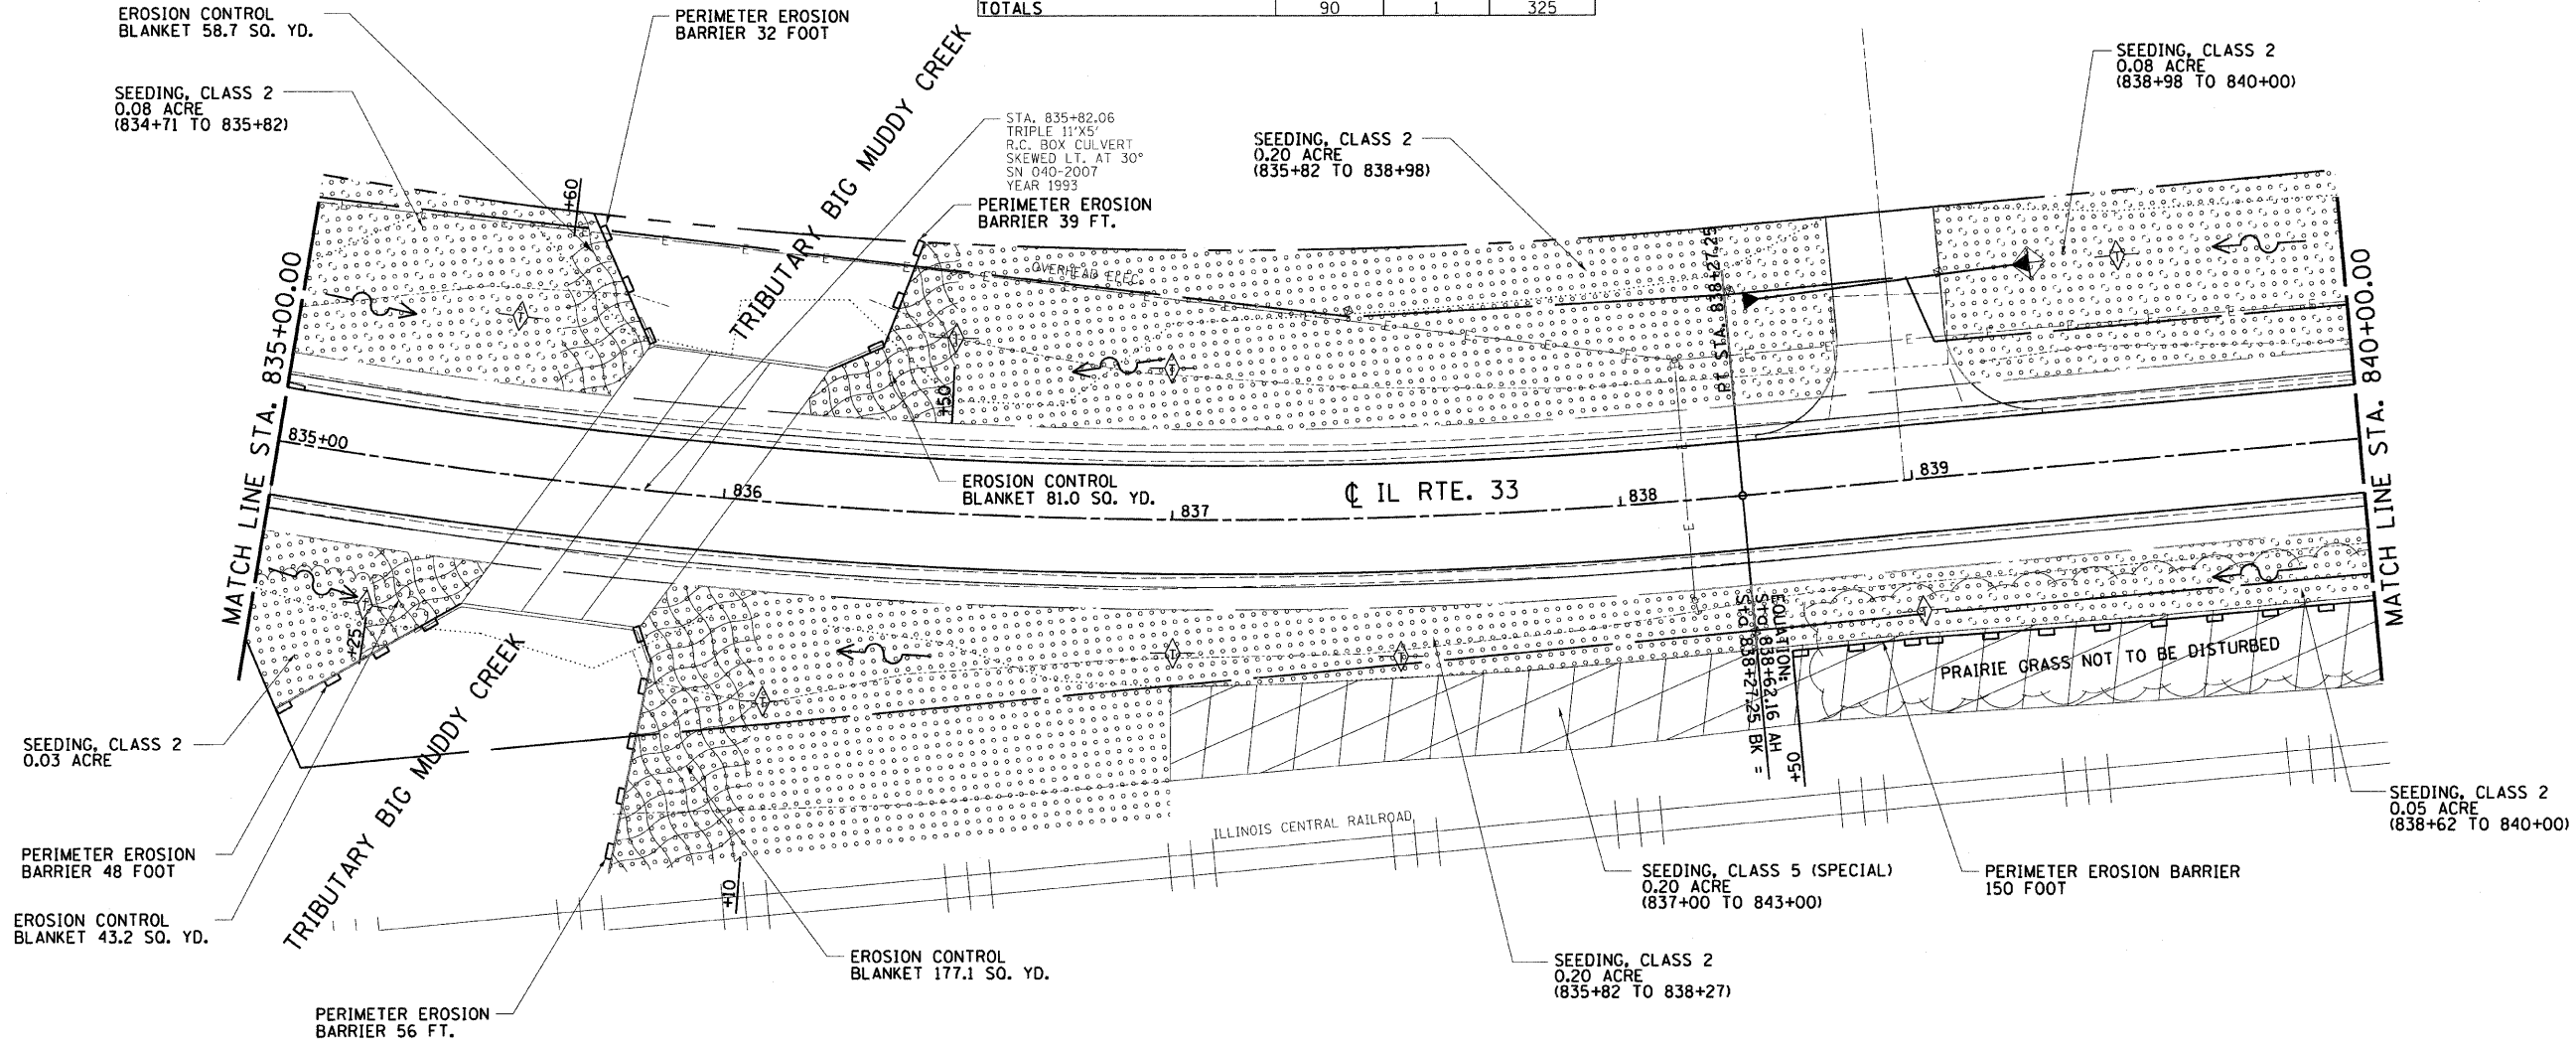 TOTALS 90 1 325
EROSION CONTROL
BLANKET 58.7 SQ. YD.
PERIMETER EROSION
BARRIER 32 FOOT
SEEDING, CLASS 2
0.08 ACRE
(834+71 TO 835+82)
TRIBUTARY BIG MUDDY CREEK
STA. 835+82.06
TRIPLE 11'X5'
R.C. BOX CULVERT
SKEWED LT. AT 30°
SN 040-2007
YEAR 1993
PERIMETER EROSION
BARRIER 39 FT.
SEEDING, CLASS 2
0.20 ACRE
(835+82 TO 838+98)
SEEDING, CLASS 2
0.08 ACRE
(838+98 TO 840+00)
+60
OVERHEAD ELEC.
+50
PT STA. 838+27.25
MATCH LINE STA. 835+00.00
MATCH LINE STA. 840+00.00
835+00
836
837
838
839
EROSION CONTROL
BLANKET 81.0 SQ. YD.
℄ IL RTE. 33
+25
EQUATION:
Sta 838+62.16 AH
Sta 838+27.25 BK =
+50
PRAIRIE GRASS NOT TO BE DISTURBED
SEEDING, CLASS 2
0.03 ACRE
TRIBUTARY BIG MUDDY CREEK
PERIMETER EROSION
BARRIER 48 FOOT
EROSION CONTROL
BLANKET 43.2 SQ. YD.
+10
ILLINOIS CENTRAL RAILROAD
SEEDING, CLASS 2
0.05 ACRE
(838+62 TO 840+00)
SEEDING, CLASS 5 (SPECIAL)
0.20 ACRE
(837+00 TO 843+00)
PERIMETER EROSION BARRIER
150 FOOT
EROSION CONTROL
BLANKET 177.1 SQ. YD.
SEEDING, CLASS 2
0.20 ACRE
(835+82 TO 838+27)
PERIMETER EROSION
BARRIER 56 FT.